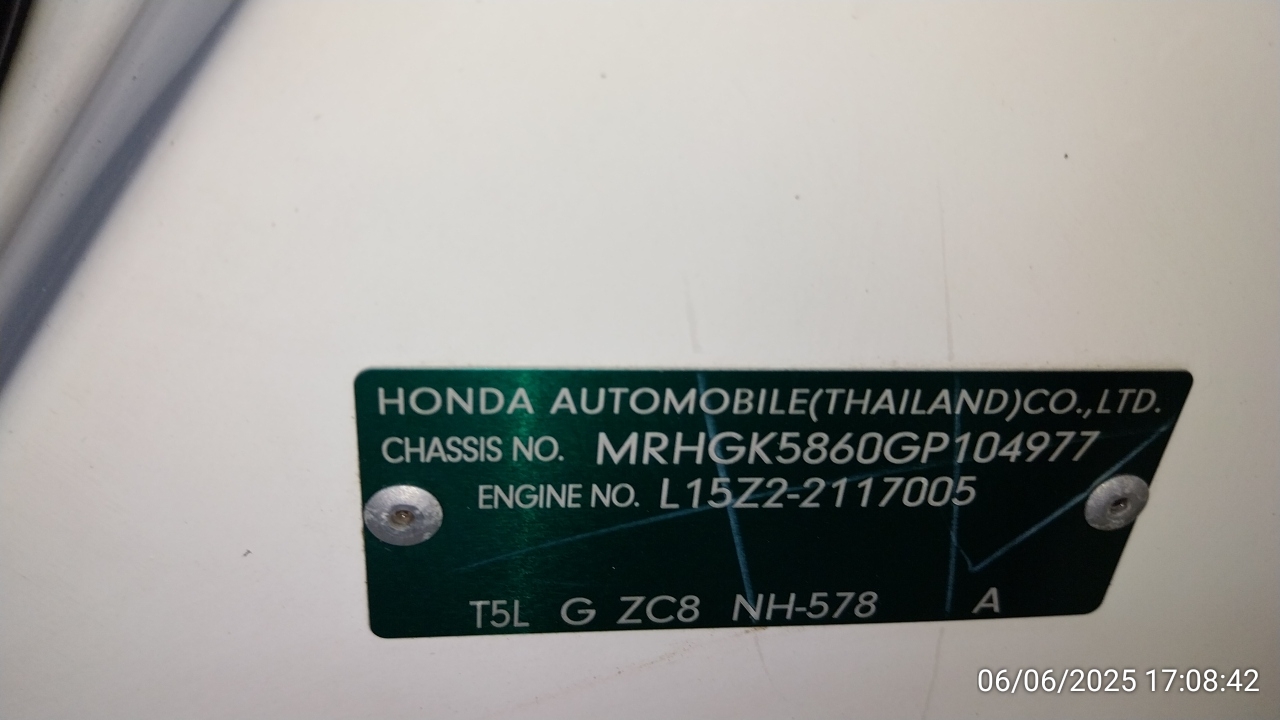 HONDA AUTOMOBILE(THAILAND)CO.,LTD.
CHASSIS NO. MRHGK5860GP104977
ENGINE NO. L15Z2-2117005
T5L G ZC8 NH-578 A
06/06/2025 17:08:42